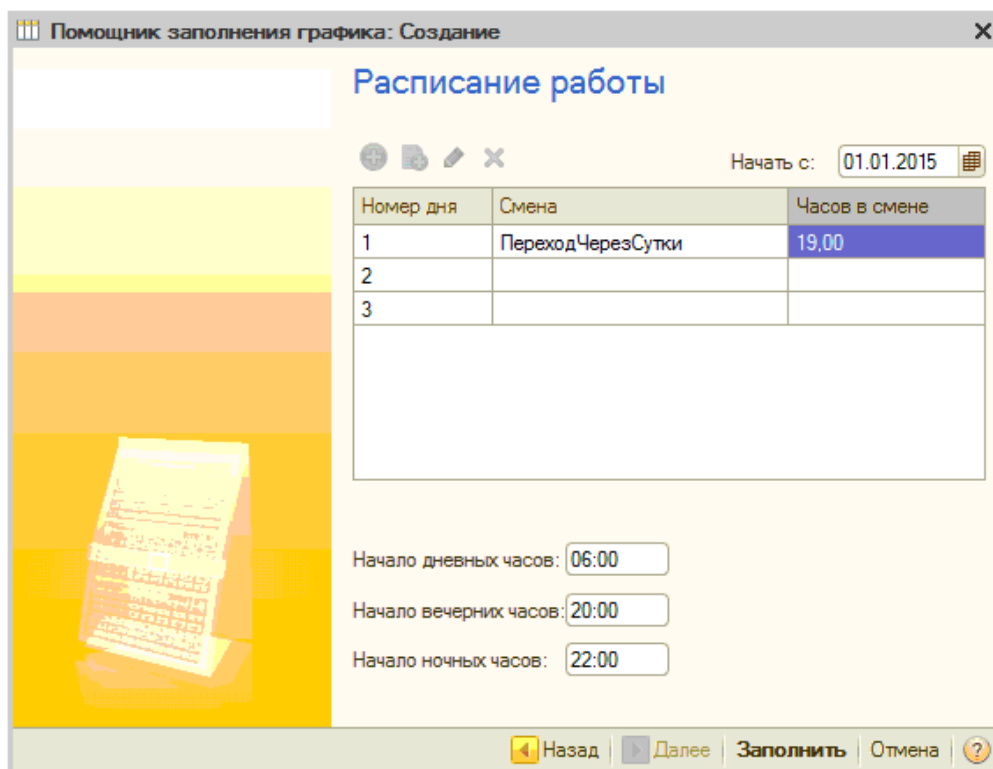 Помощник заполнения графика: Создание
Расписание работы
Начать с: 01.01.2015
Номер дня Смена Часов в смене
1 ПереходЧерезСутки 19,00
2
3
Начало дневных часов: 06:00
Начало вечерних часов: 20:00
Начало ночных часов: 22:00
Назад Далее Заполнить Отмена ?